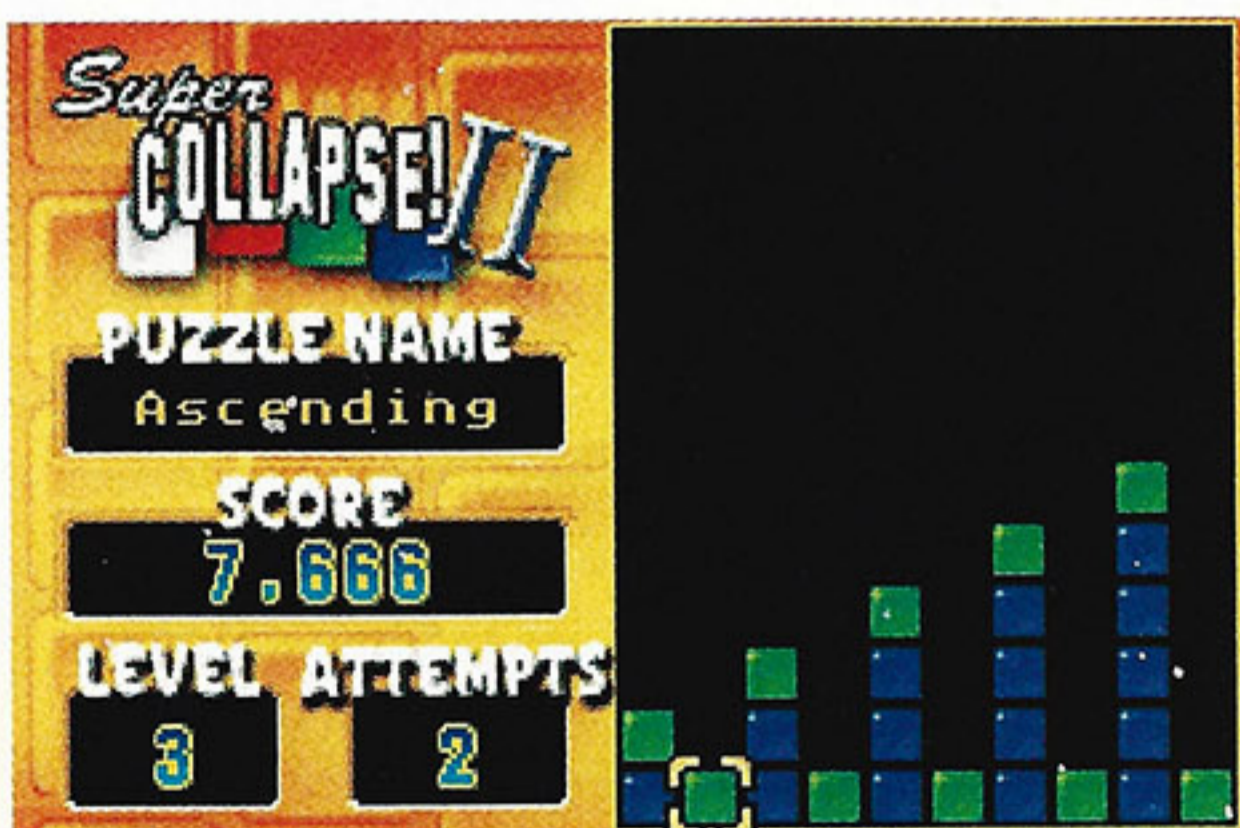 Super
COLLAPSE! II
PUZZLE NAME
Ascending
SCORE
7,666
LEVEL ATTEMPTS
3 2